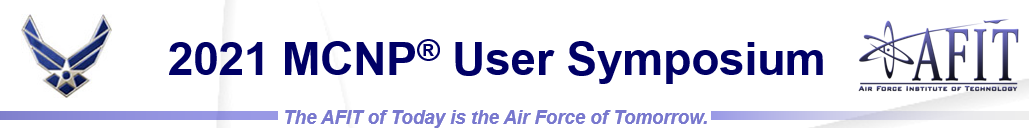 2021 MCNP® User Symposium
AFIT
AIR FORCE INSTITUTE OF TECHNOLOGY
The AFIT of Today is the Air Force of Tomorrow.